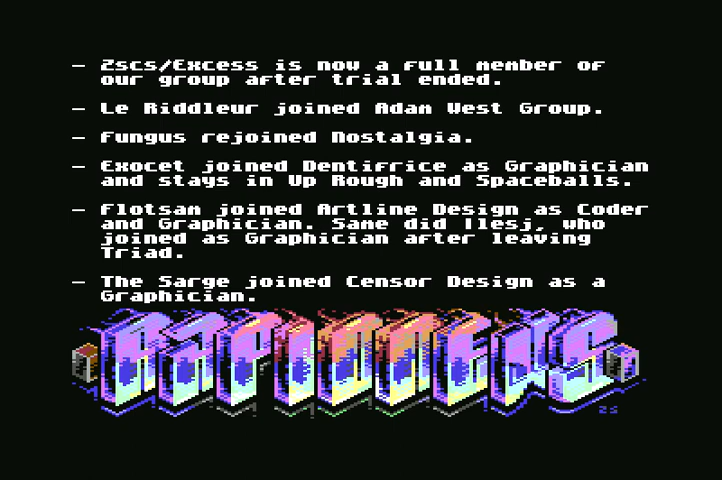 - 2scs/Excess is now a full member of
our group after trial ended.
- Le Riddleur joined Adam West Group.
- Fungus rejoined Nostalgia.
- Exocet joined Dentifrice as Graphician
and stays in Up Rough and Spaceballs.
- Flotsam joined Artline Design as Coder
and Graphician. Same did Ilesj, who
joined as Graphician after leaving
Triad.
- The Sarge joined Censor Design as a
Graphician.